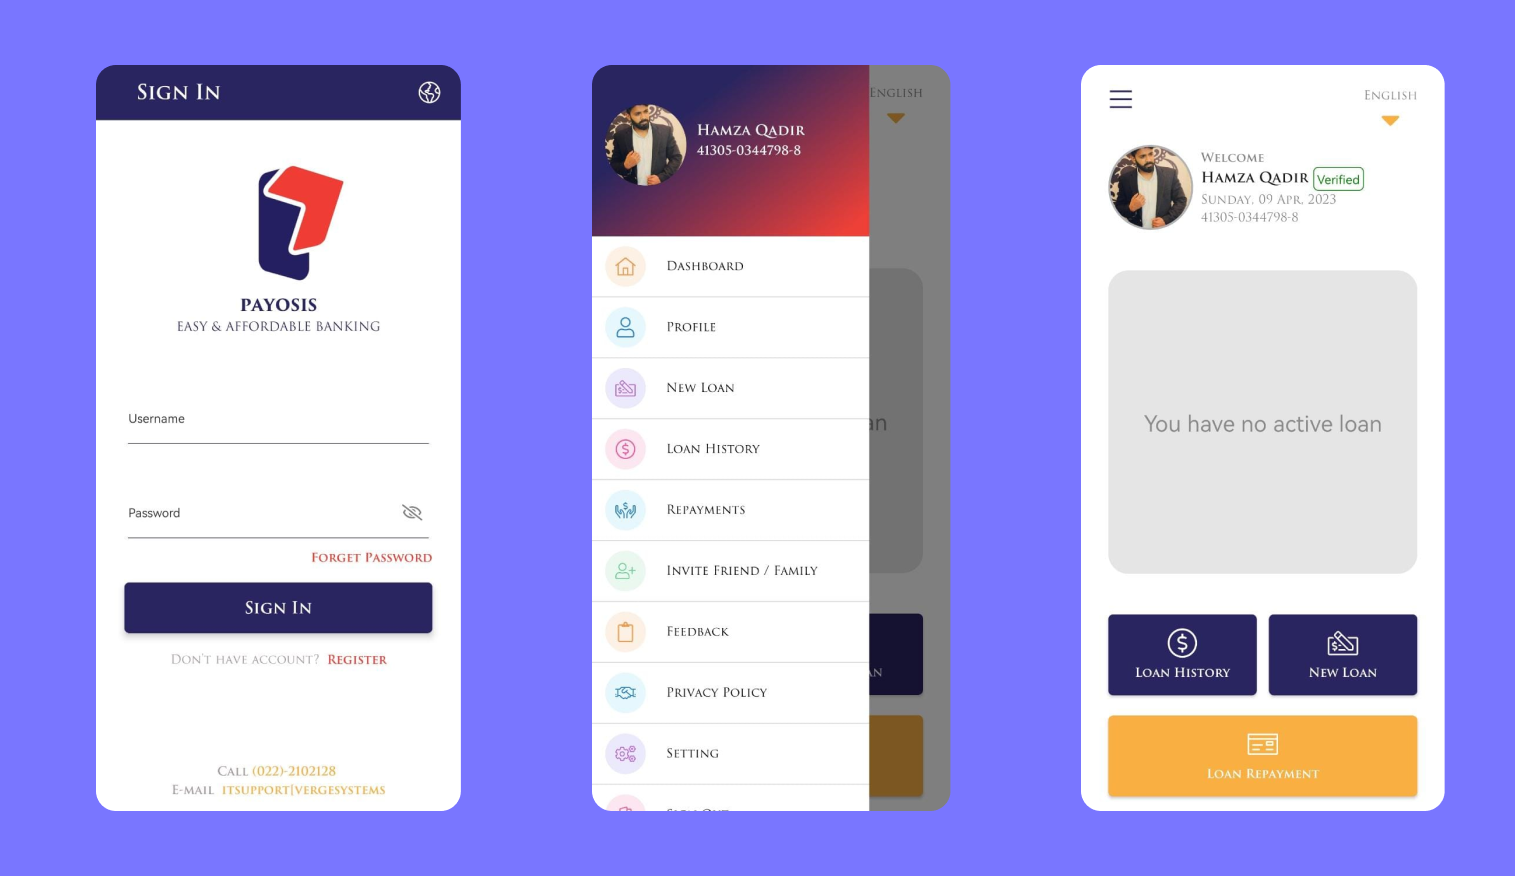 Sign In
PAYOSIS
EASY & AFFORDABLE BANKING
Username
Password
Forget Password
Sign In
Don't have account? Register
Call (022)-2102128
E-mail itsupport|vergesystems
Hamza Qadir
41305-0344798-8
Dashboard
Profile
New Loan
Loan History
Repayments
Invite Friend / Family
Feedback
Privacy Policy
Setting
Sign Out
English
an
an
English
Welcome
Hamza Qadir Verified
Sunday, 09 Apr, 2023
41305-0344798-8
You have no active loan
Loan History
New Loan
Loan Repayment